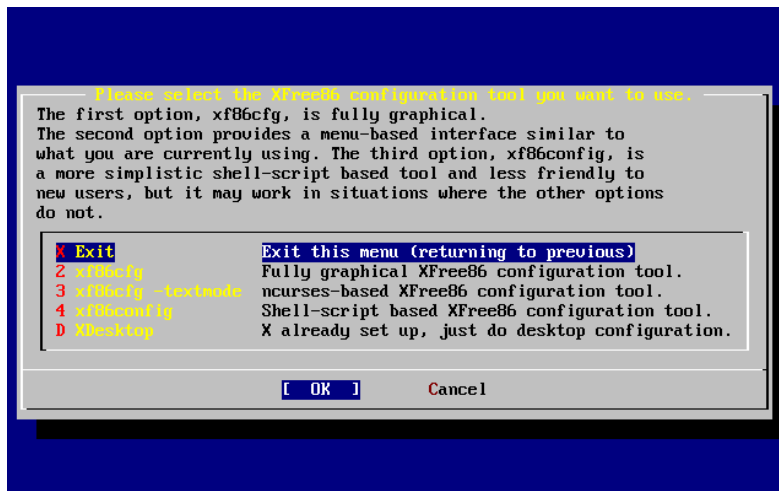 Please select the XFree86 configuration tool you want to use.
The first option, xf86cfg, is fully graphical.
The second option provides a menu-based interface similar to
what you are currently using. The third option, xf86config, is
a more simplistic shell-script based tool and less friendly to
new users, but it may work in situations where the other options
do not.
X Exit Exit this menu (returning to previous)
2 xf86cfg Fully graphical XFree86 configuration tool.
3 xf86cfg -textmode ncurses-based XFree86 configuration tool.
4 xf86config Shell-script based XFree86 configuration tool.
D XDesktop X already set up, just do desktop configuration.
[ OK ] Cancel